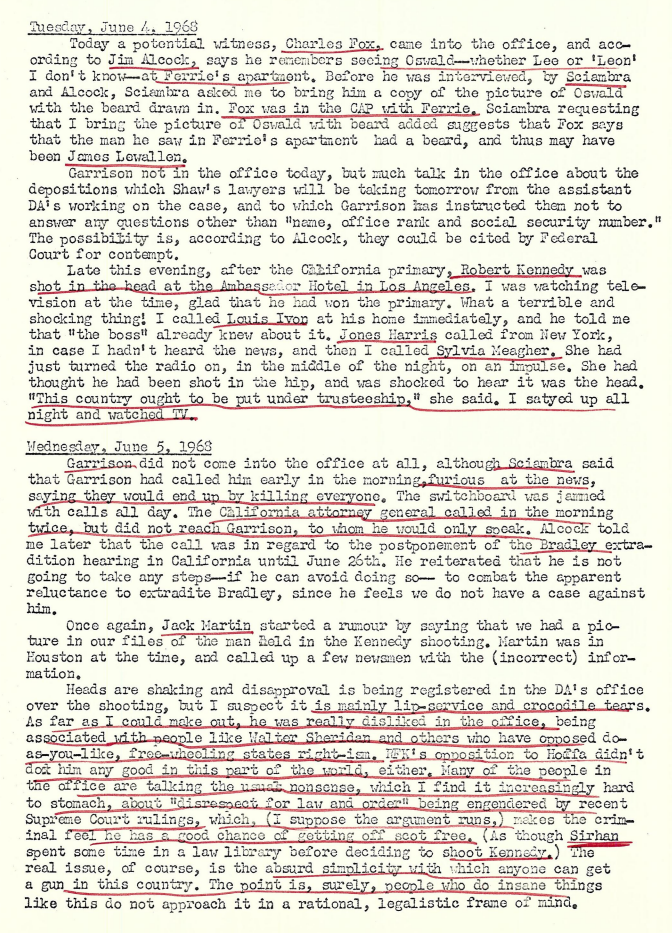 Tuesday, June 4, 1968
Today a potential witness, Charles Fox, came into the office, and acc-
ording to Jim Alcock, says he remembers seeing Oswald--whether Lee or 'Leon'
I don't know--at Ferrie's apartment. Before he was interviewed, by Sciambra
and Alcock, Sciambra asked me to bring him a copy of the picture of Oswald
with the beard drawn in. Fox was in the CAP with Ferrie. Sciambra requesting
that I bring the picture of Oswald with beard added suggests that Fox says
that the man he saw in Ferrie's apartment had a beard, and thus may have
been James Lewallen.
Garrison not in the office today, but much talk in the office about the
depositions which Shaw's lawyers will be taking tomorrow from the assistant
DA's working on the case, and to which Garrison has instructed them not to
answer any questions other than "name, office rank and social security number."
The possibility is, according to Alcock, they could be cited by Federal
Court for contempt.
Late this evening, after the California primary, Robert Kennedy was
shot in the head at the Ambassador Hotel in Los Angeles. I was watching tele-
vision at the time, glad that he had won the primary. What a terrible and
shocking thing! I called Louis Ivon at his home immediately, and he told me
that "the boss" already knew about it. Jones Harris called from New York,
in case I hadn't heard the news, and then I called Sylvia Meagher. She had
just turned the radio on, in the middle of the night, on an impulse. She had
thought he had been shot in the hip, and was shocked to hear it was the head.
"This country ought to be put under trusteeship," she said. I satyed up all
night and watched TV.
Wednesday, June 5, 1968
Garrison did not come into the office at all, although Sciambra said
that Garrison had called him early in the morning,furious at the news,
saying they would end up by killing everyone. The switchboard was jammed
with calls all day. The California attorney general called in the morning
twice, but did not reach Garrison, to whom he would only speak. Alcock told
me later that the call was in regard to the postponement of the Bradley extra-
dition hearing in California until June 26th. He reiterated that he is not
going to take any steps--if he can avoid doing so-- to combat the apparent
reluctance to extradite Bradley, since he feels we do not have a case against
him.
Once again, Jack Martin started a rumour by saying that we had a pic-
ture in our files of the man held in the Kennedy shooting. Martin was in
Houston at the time, and called up a few newsmen with the (incorrect) infor-
mation.
Heads are shaking and disapproval is being registered in the DA's office
over the shooting, but I suspect it is mainly lip-service and crocodile tears.
As far as I could make out, he was really disliked in the office, being
associated with people like Walter Sheridan and others who have opposed do-
as-you-like, free-wheeling states right-ism. RFK's opposition to Hoffa didn't
do him any good in this part of the world, either. Many of the people in
the office are talking the usual nonsense, which I find it increasingly hard
to stomach, about "disrespect for law and order" being engendered by recent
Supreme Court rulings, which, (I suppose the argument runs,) makes the crim-
inal feel he has a good chance of getting off scot free. (As though Sirhan
spent some time in a law library before deciding to shoot Kennedy.) The
real issue, of course, is the absurd simplicity with which anyone can get
a gun in this country. The point is, surely, people who do insane things
like this do not approach it in a rational, legalistic frame of mind.